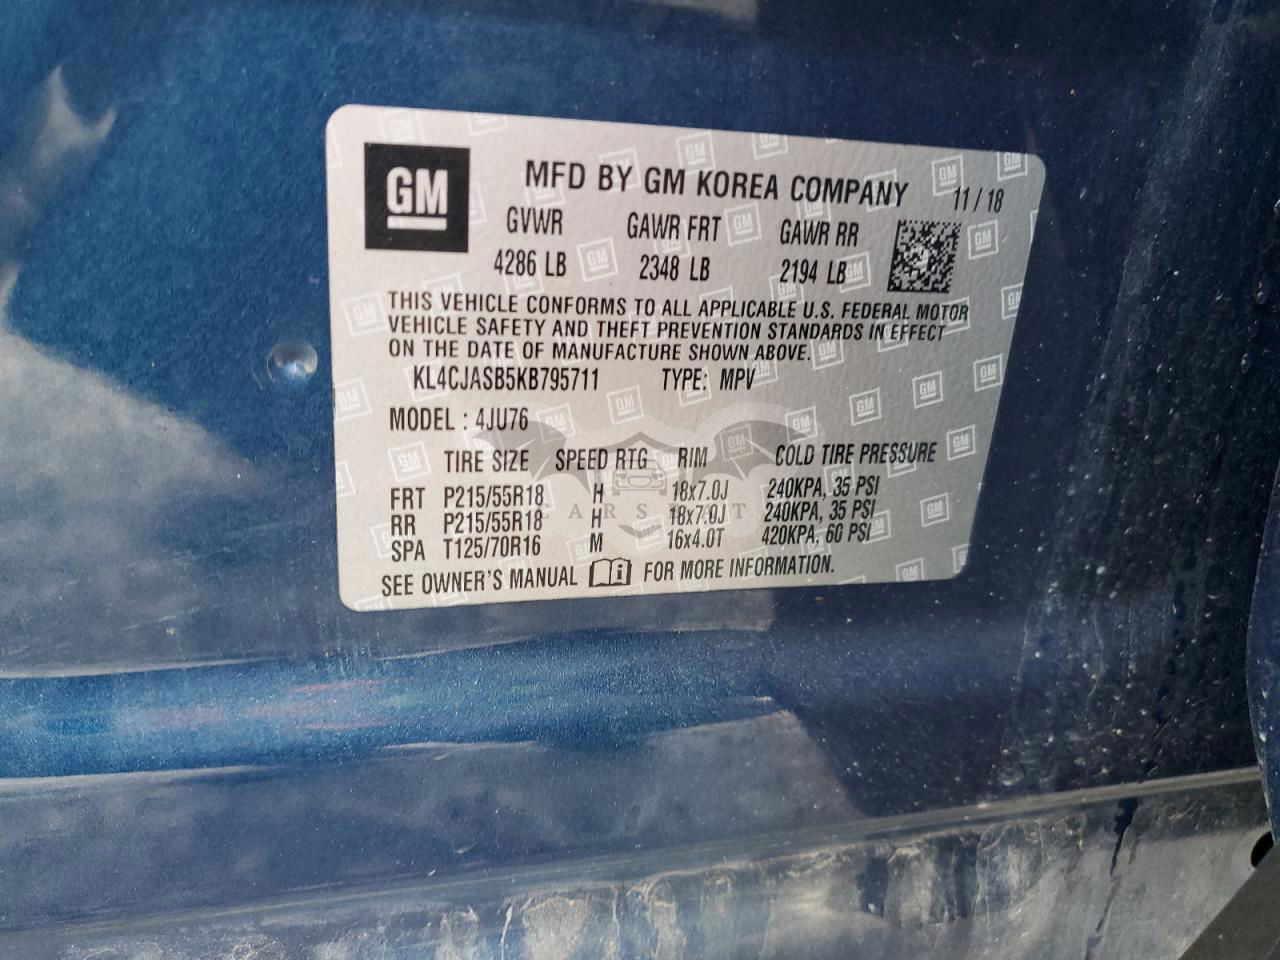 GM
MFD BY GM KOREA COMPANY 11 / 18
GVWR GAWR FRT GAWR RR
4286 LB 2348 LB 2194 LB
THIS VEHICLE CONFORMS TO ALL APPLICABLE U.S. FEDERAL MOTOR
VEHICLE SAFETY AND THEFT PREVENTION STANDARDS IN EFFECT
ON THE DATE OF MANUFACTURE SHOWN ABOVE.
KL4CJASB5KB795711 TYPE: MPV
MODEL : 4JU76
TIRE SIZE SPEED RTG RIM COLD TIRE PRESSURE
FRT P215/55R18 H 18x7.0J 240KPA, 35 PSI
RR P215/55R18 H 18x7.0J 240KPA, 35 PSI
SPA T125/70R16 M 16x4.0T 420KPA, 60 PSI
SEE OWNER'S MANUAL FOR MORE INFORMATION.